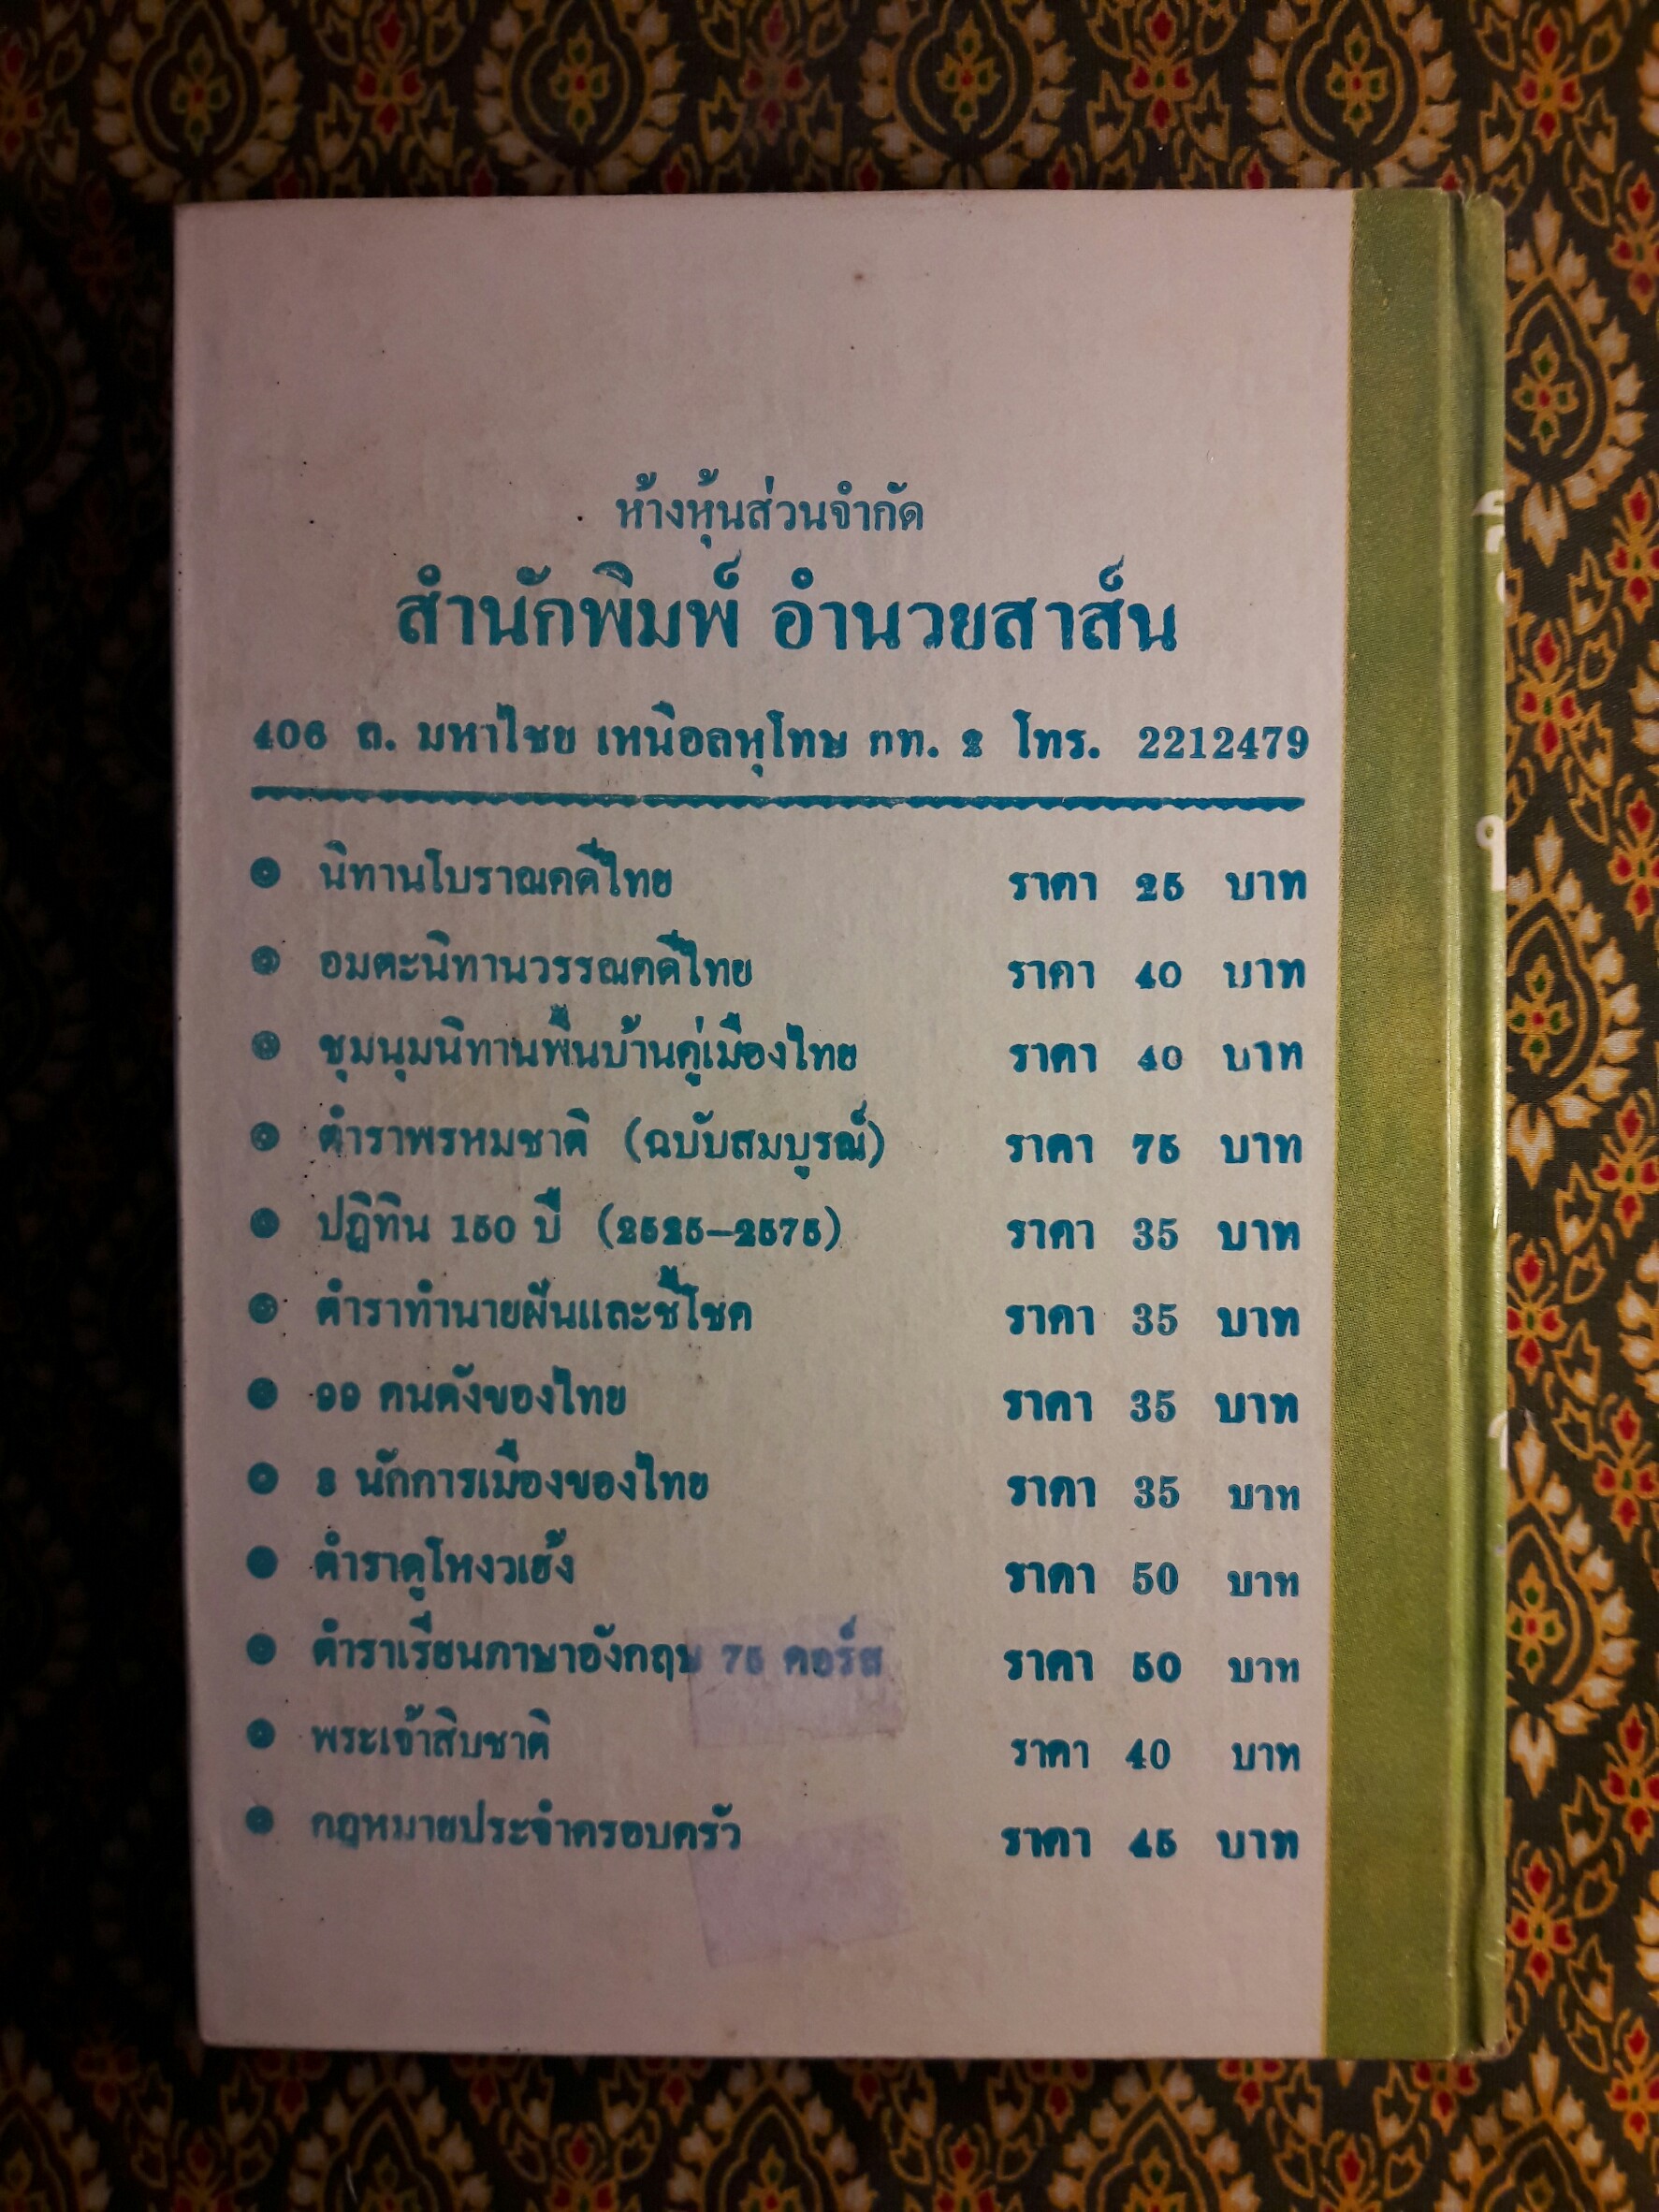 ห้างหุ้นส่วนจำกัด
สำนักพิมพ์ อำนวยสาส์น
406 ถ. มหาไชย เหนือลหุโทษ กท. 2 โทร. 2212479
นิทานโบราณคดีไทย ราคา 25 บาท
อมตะนิทานวรรณคดีไทย ราคา 40 บาท
ชุมนุมนิทานพื้นบ้านคู่เมืองไทย ราคา 40 บาท
ตำราพรหมชาติ (ฉบับสมบูรณ์) ราคา 75 บาท
ปฏิทิน 150 ปี (2525–2575) ราคา 35 บาท
ตำราทำนายฝันและชี้โชค ราคา 35 บาท
คนดังของไทย ราคา 35 บาท
8 นักการเมืองของไทย ราคา 35 บาท
ตำราดูโหงวเฮ้ง ราคา 50 บาท
ตำราเรียนภาษาอังกฤษ 75 คอร์ส ราคา 50 บาท
พระเจ้าสิบชาติ ราคา 40 บาท
กฎหมายประจำครอบครัว ราคา 45 บาท